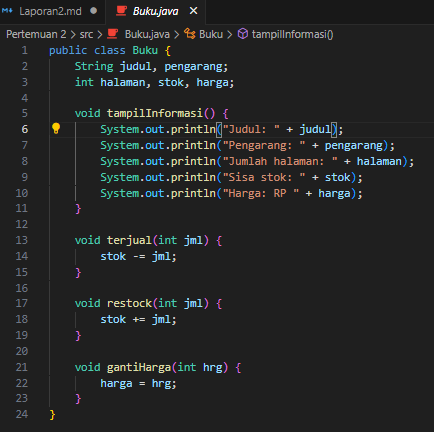 Laporan2.md
Buku.java
Pertemuan 2 > src > Buku.java > Buku > tampilInformasi()
1 public class Buku {
2 String judul, pengarang;
3 int halaman, stok, harga;
4
5 void tampilInformasi() {
6 System.out.println("Judul: " + judul);
7 System.out.println("Pengarang: " + pengarang);
8 System.out.println("Jumlah halaman: " + halaman);
9 System.out.println("Sisa stok: " + stok);
10 System.out.println("Harga: RP " + harga);
11 }
12
13 void terjual(int jml) {
14 stok -= jml;
15 }
16
17 void restock(int jml) {
18 stok += jml;
19 }
20
21 void gantiHarga(int hrg) {
22 harga = hrg;
23 }
24 }